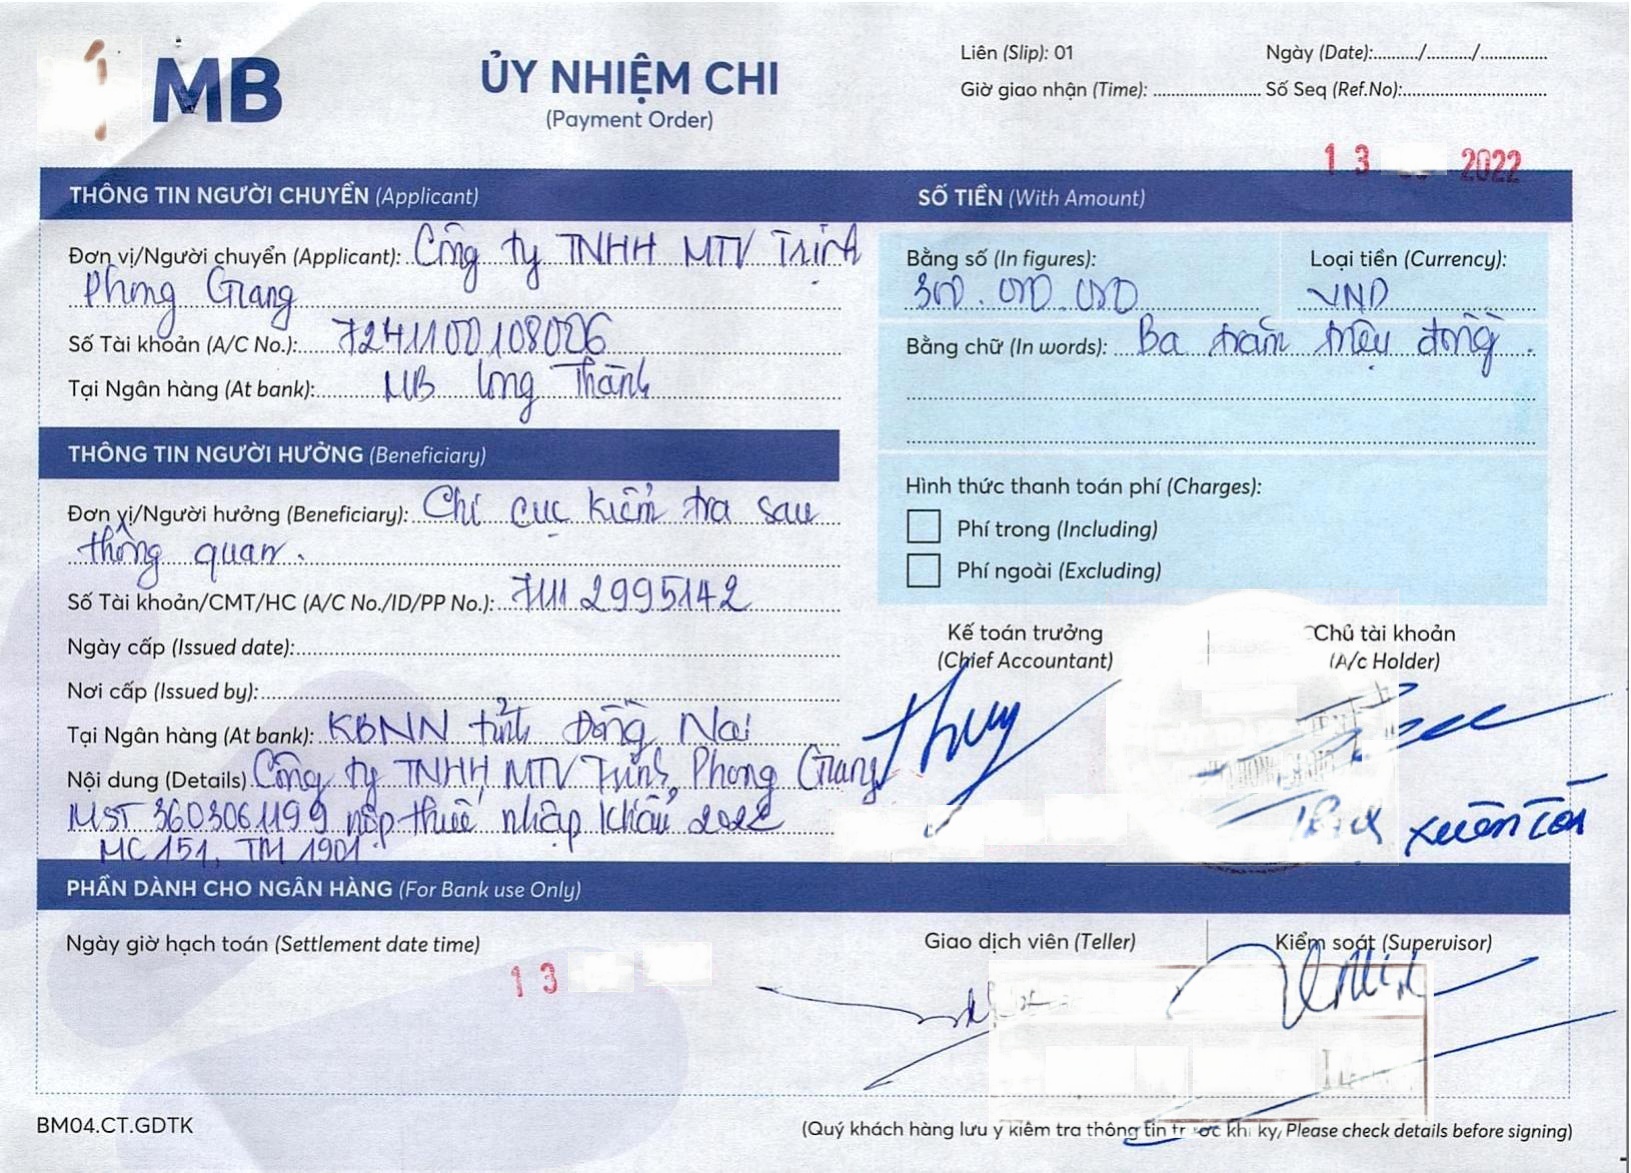 MB
ỦY NHIỆM CHI
(Payment Order)
Liên (Slip): 01
Ngày (Date):......../......../...............
Giờ giao nhận (Time): ........................
Số Seq (Ref.No):................................
13 2022
THÔNG TIN NGƯỜI CHUYỂN (Applicant)
Đơn vị/Người chuyển (Applicant): Công ty TNHH MTV Trịnh
Phong Giang
Số Tài khoản (A/C No.): 7241100108006
Tại Ngân hàng (At bank): MB Long Thành
SỐ TIỀN (With Amount)
Bằng số (In figures):
Loại tiền (Currency):
300.000.000
VND
Bằng chữ (In words): Ba trăm triệu đồng.
THÔNG TIN NGƯỜI HƯỞNG (Beneficiary)
Đơn vị/Người hưởng (Beneficiary): Chi cục kiểm tra sau
thông quan.
Số Tài khoản/CMT/HC (A/C No./ID/PP No.): 7111 2995142
Ngày cấp (Issued date):
Nơi cấp (Issued by):
Tại Ngân hàng (At bank): KBNN tỉnh Đồng Nai
Nội dung (Details) Công ty TNHH MTV Trịnh Phong Giang
MST 3603061199 nộp thuế nhập khẩu 2022
MC 151, TM 1901.
Hình thức thanh toán phí (Charges):
Phí trong (Including)
Phí ngoài (Excluding)
Kế toán trưởng
(Chief Accountant)
Chủ tài khoản
(A/c Holder)
Thuy
Xuân Tân
PHẦN DÀNH CHO NGÂN HÀNG (For Bank use Only)
Ngày giờ hạch toán (Settlement date time)
13
Giao dịch viên (Teller)
Kiểm soát (Supervisor)
BM04.CT.GDTK
(Quý khách hàng lưu ý kiểm tra thông tin trước khi ký, Please check details before signing)